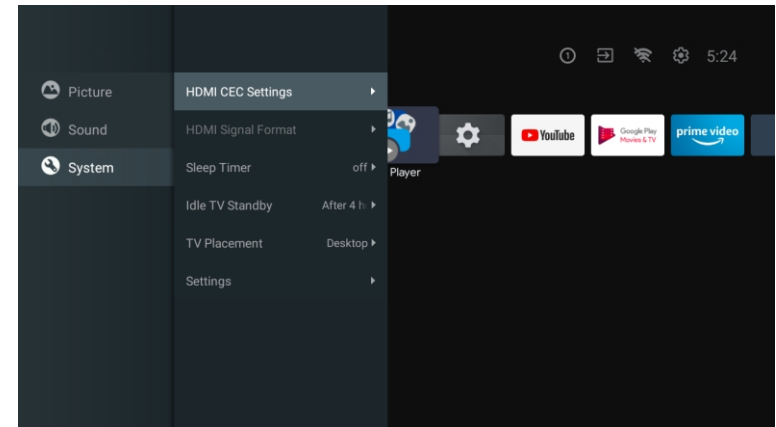 1
5:24
Picture
Sound
System
HDMI CEC Settings
HDMI Signal Format
Sleep Timer off
Idle TV Standby After 4 h
TV Placement Desktop
Settings
Player
YouTube
Google Play
Movies & TV
prime video